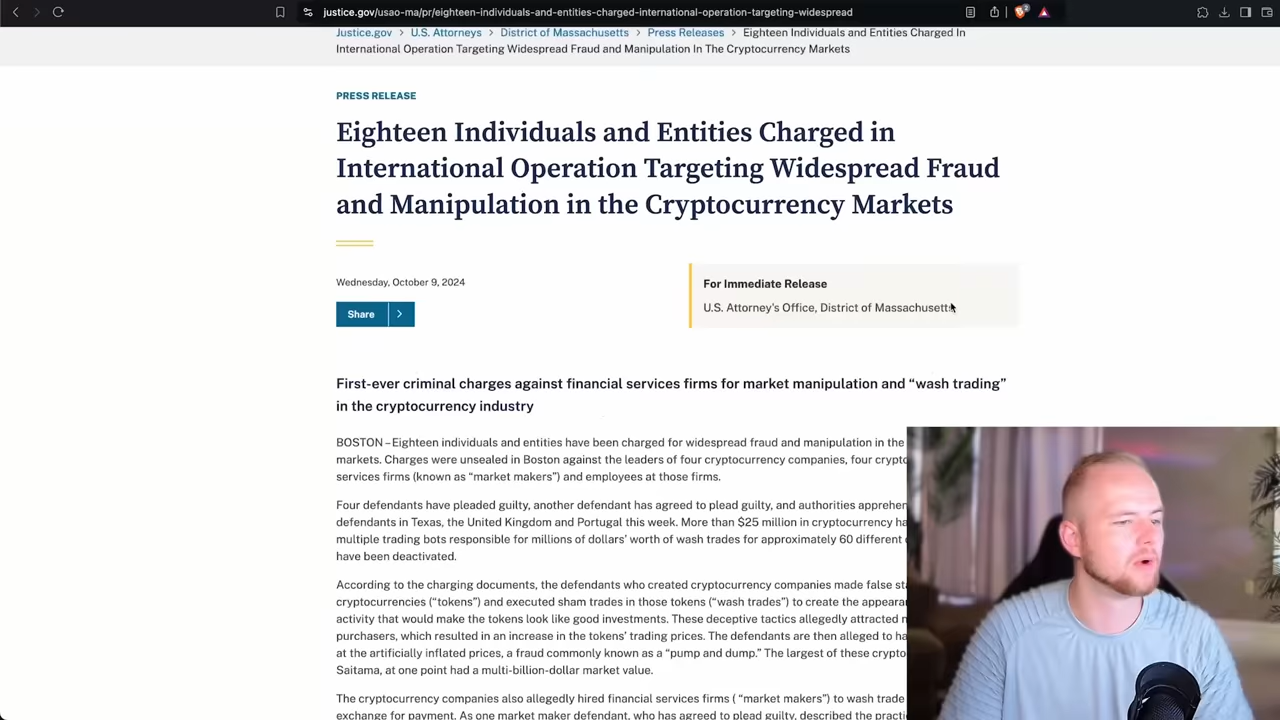 justice.gov/usao-ma/pr/eighteen-individuals-and-entities-charged-international-operation-targeting-widespread
Justice.gov > U.S. Attorneys > District of Massachusetts > Press Releases > Eighteen Individuals and Entities Charged In
International Operation Targeting Widespread Fraud and Manipulation In The Cryptocurrency Markets
PRESS RELEASE
Eighteen Individuals and Entities Charged in
International Operation Targeting Widespread Fraud
and Manipulation in the Cryptocurrency Markets
Wednesday, October 9, 2024
Share >
For Immediate Release
U.S. Attorney's Office, District of Massachusetts
First-ever criminal charges against financial services firms for market manipulation and “wash trading”
in the cryptocurrency industry
BOSTON – Eighteen individuals and entities have been charged for widespread fraud and manipulation in the
markets. Charges were unsealed in Boston against the leaders of four cryptocurrency companies, four crypto
services firms (known as “market makers”) and employees at those firms.
Four defendants have pleaded guilty, another defendant has agreed to plead guilty, and authorities apprehen
defendants in Texas, the United Kingdom and Portugal this week. More than $25 million in cryptocurrency ha
multiple trading bots responsible for millions of dollars’ worth of wash trades for approximately 60 different
have been deactivated.
According to the charging documents, the defendants who created cryptocurrency companies made false sta
cryptocurrencies (“tokens”) and executed sham trades in those tokens (“wash trades”) to create the appeara
activity that would make the tokens look like good investments. These deceptive tactics allegedly attracted
purchasers, which resulted in an increase in the tokens’ trading prices. The defendants are then alleged to ha
at the artificially inflated prices, a fraud commonly known as a “pump and dump.” The largest of these crypto
Saitama, at one point had a multi-billion-dollar market value.
The cryptocurrency companies also allegedly hired financial services firms ( “market makers”) to wash trade
exchange for payment. As one market maker defendant, who has agreed to plead guilty, described the practi